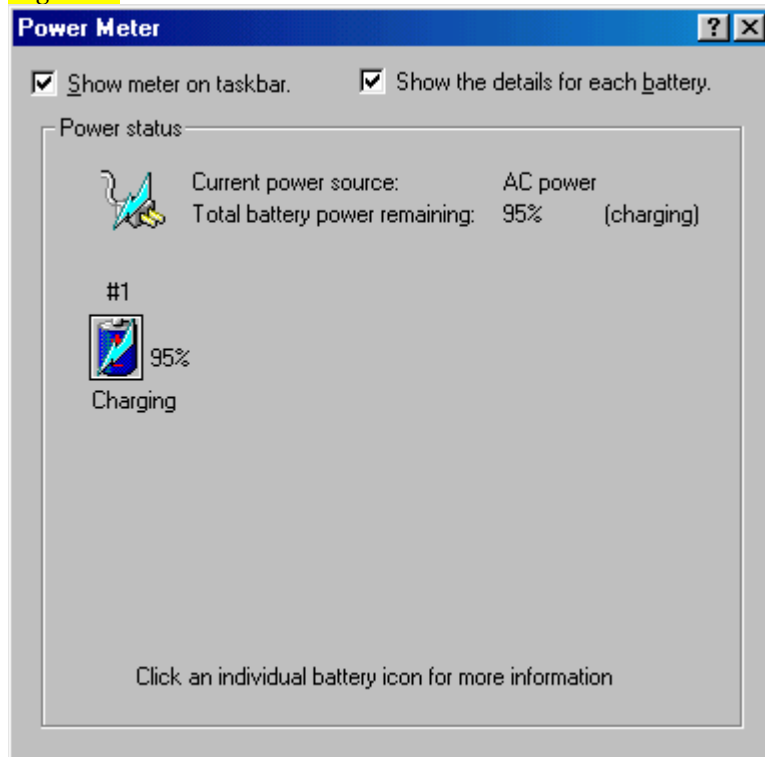 Power Meter
Show meter on taskbar. Show the details for each battery.
Power status
Current power source: AC power
Total battery power remaining: 95% (charging)
#1
95%
Charging
Click an individual battery icon for more information